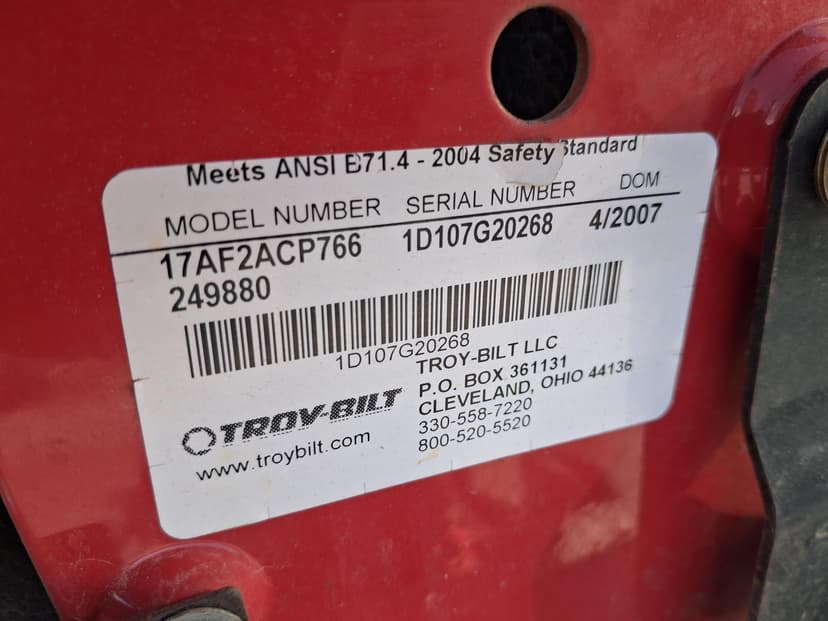 Meets ANSI B71.4 - 2004 Safety Standard
MODEL NUMBER SERIAL NUMBER DOM
17AF2ACP766 1D107G20268 4/2007
249880
1D107G20268
TROY-BILT LLC
P.O. BOX 361131
CLEVELAND, OHIO 44136
330-558-7220
800-520-5520
TROY-BILT
www.troybilt.com